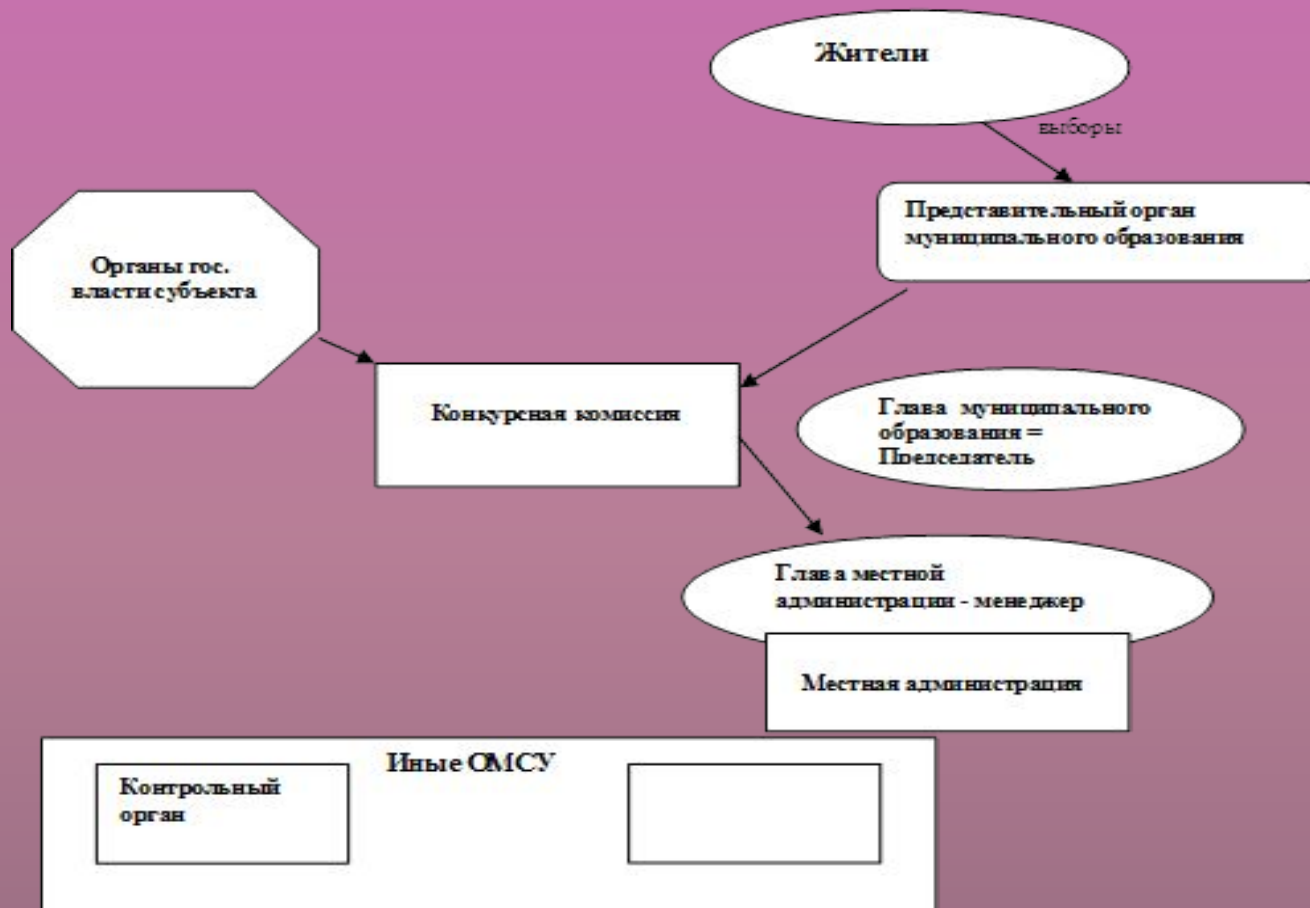 Жители
выборы
Представительный орган
муниципального образования
Органы гос.
власти субъекта
Конкурсная комиссия
Глава муниципального
образования =
Председатель
Глава местной
администрации - менеджер
Местная администрация
Иные ОМСУ
Контрольный
орган